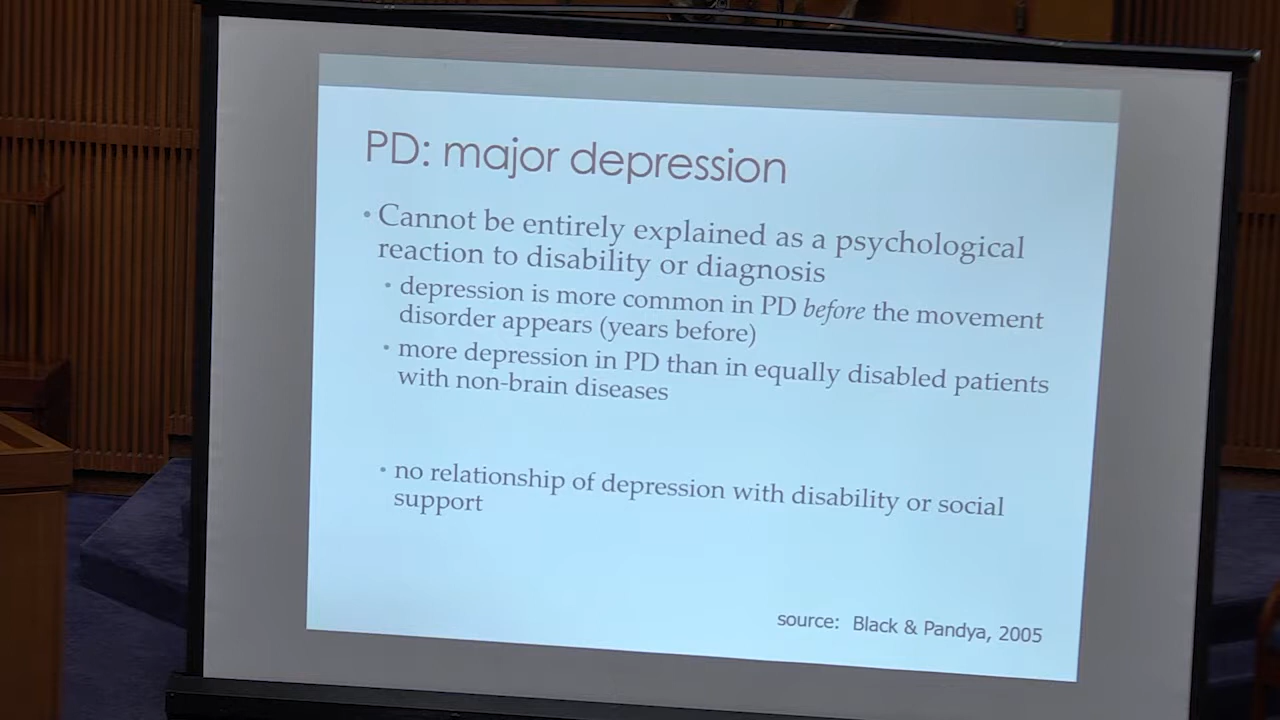 PD: major depression
• Cannot be entirely explained as a psychological
reaction to disability or diagnosis
• depression is more common in PD before the movement
disorder appears (years before)
• more depression in PD than in equally disabled patients
with non-brain diseases
• no relationship of depression with disability or social
support
source: Black & Pandya, 2005